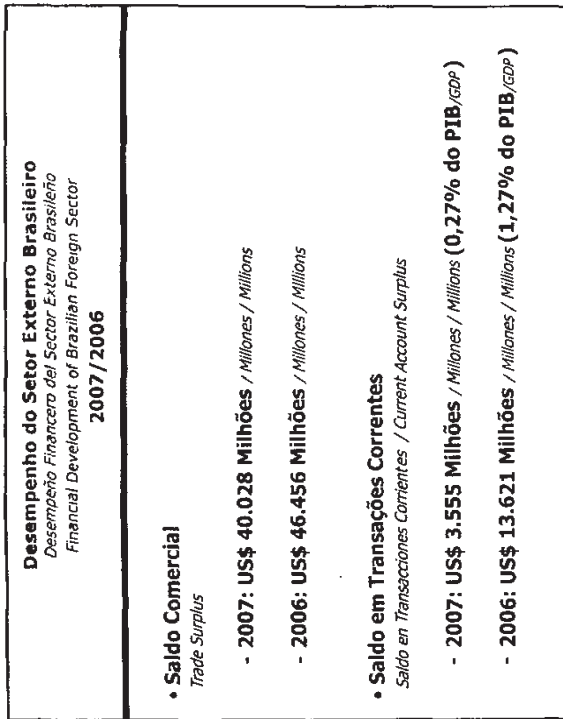 Desempenho do Setor Externo Brasileiro
Desempeño Financero del Sector Externo Brasileño
Financial Development of Brazilian Foreign Sector
2007/2006
• Saldo Comercial
Trade Surplus
- 2007: US$ 40.028 Milhões / Millones / Millions
- 2006: US$ 46.456 Milhões / Millones / Millions
• Saldo em Transações Correntes
Saldo en Transacciones Corrientes / Current Account Surplus
- 2007: US$ 3.555 Milhões / Millones / Millions (0,27% do PIB/GDP)
- 2006: US$ 13.621 Milhões / Millones / Millions (1,27% do PIB/GDP)